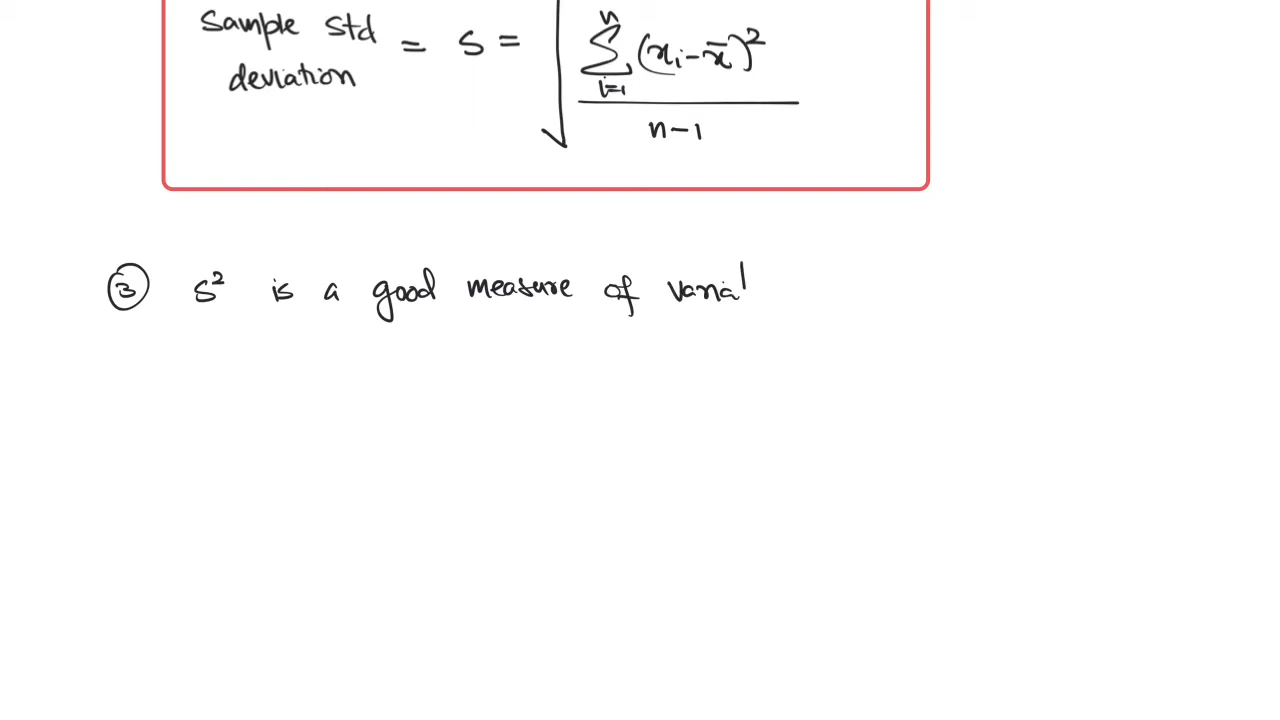 Sample Std deviation = S = √( Σ_{i=1}^{n} (xᵢ - x̄)² / (n-1) )
③ S² is a good measure of